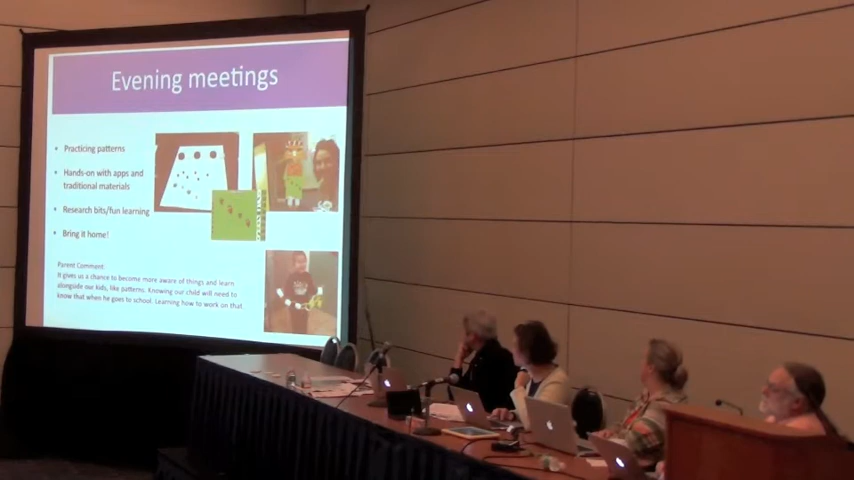 Evening meetings
• Practicing patterns
• Hands-on with apps and
traditional materials
• Research bits/fun learning
• Bring it home!
Parent Comment:
It gives us a chance to become more aware of things and learn
alongside our kids, like patterns. Knowing our child will need to
know that when he goes to school. Learning how to work on that.